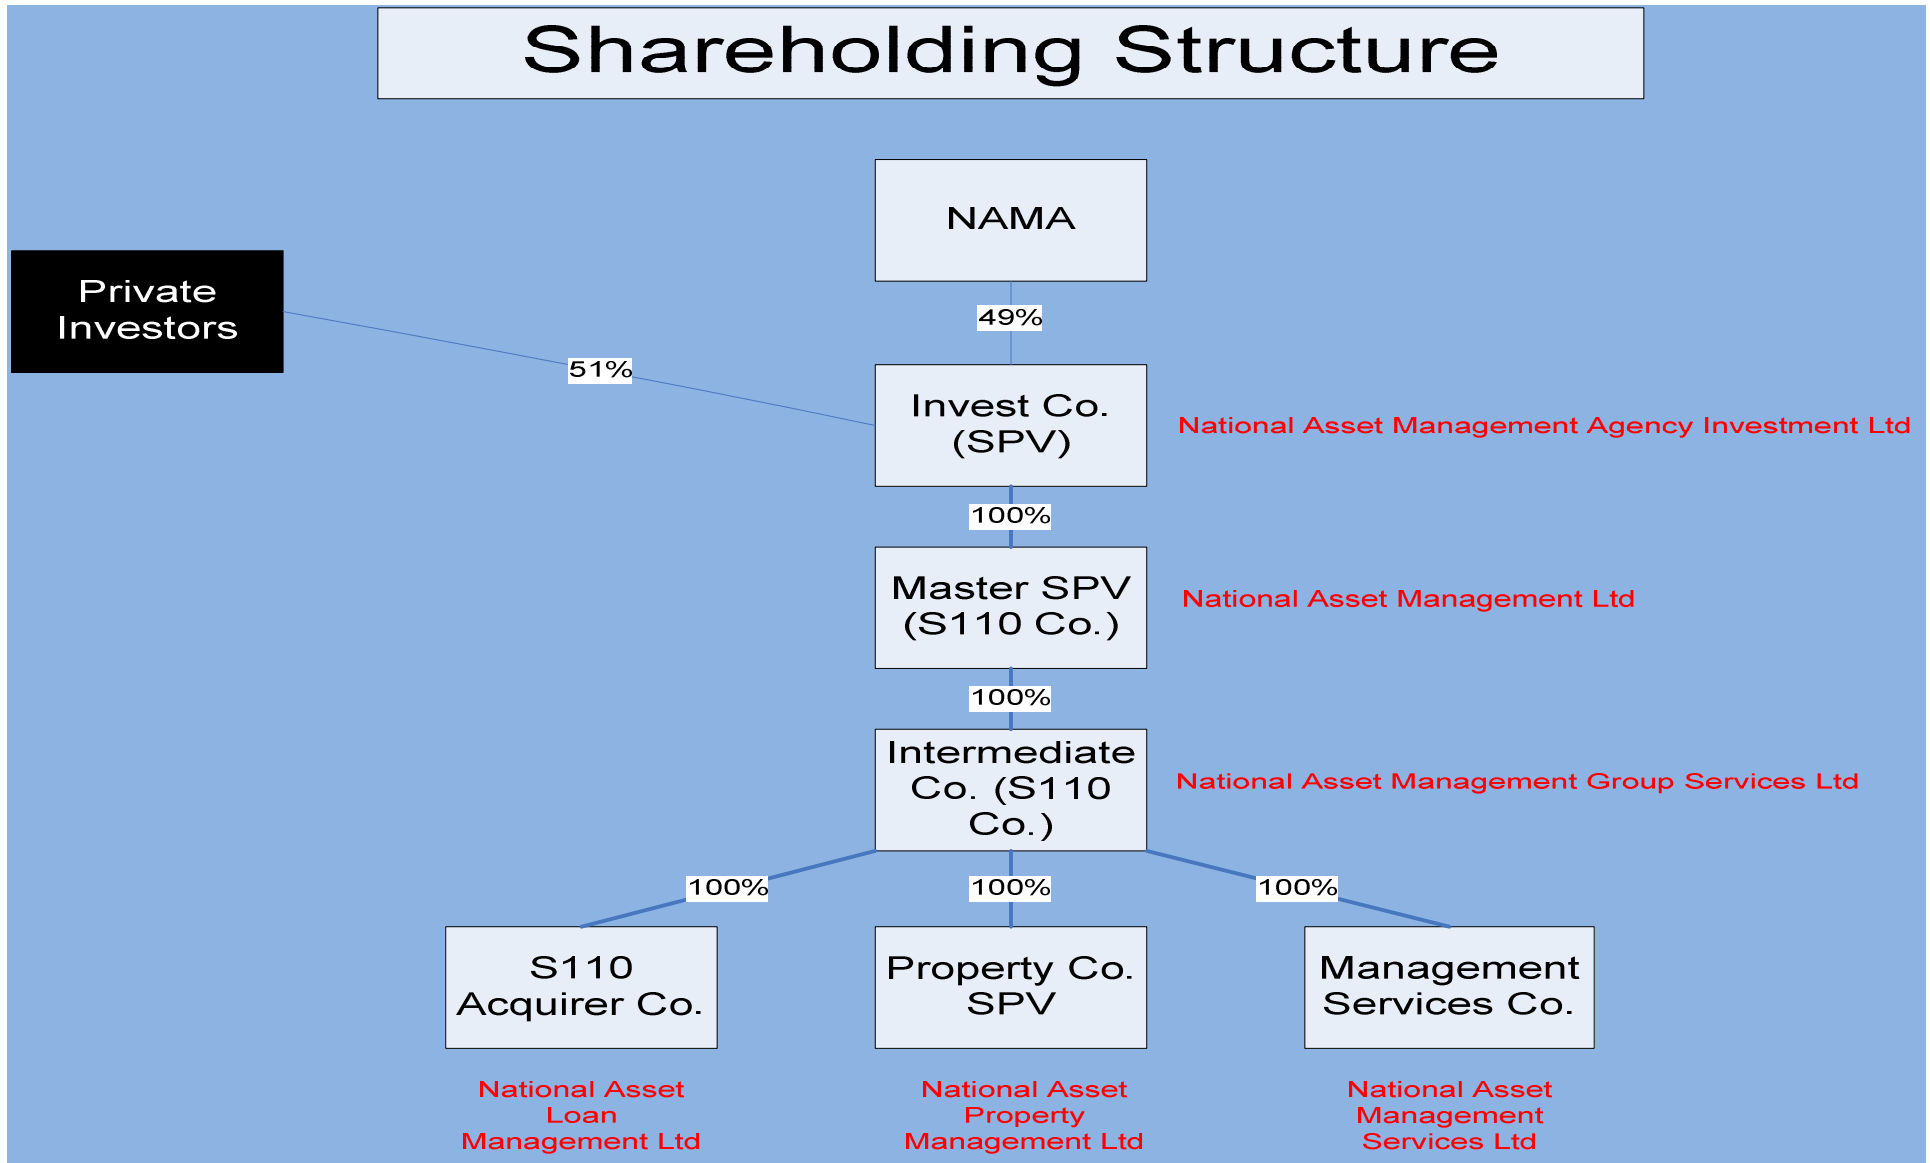 Shareholding Structure
NAMA
Private
Investors
49%
51%
Invest Co.
(SPV)
National Asset Management Agency Investment Ltd
100%
Master SPV
(S110 Co.)
National Asset Management Ltd
100%
Intermediate
Co. (S110
Co.)
National Asset Management Group Services Ltd
100%
100%
100%
S110
Acquirer Co.
Property Co.
SPV
Management
Services Co.
National Asset
Loan
Management Ltd
National Asset
Property
Management Ltd
National Asset
Management
Services Ltd